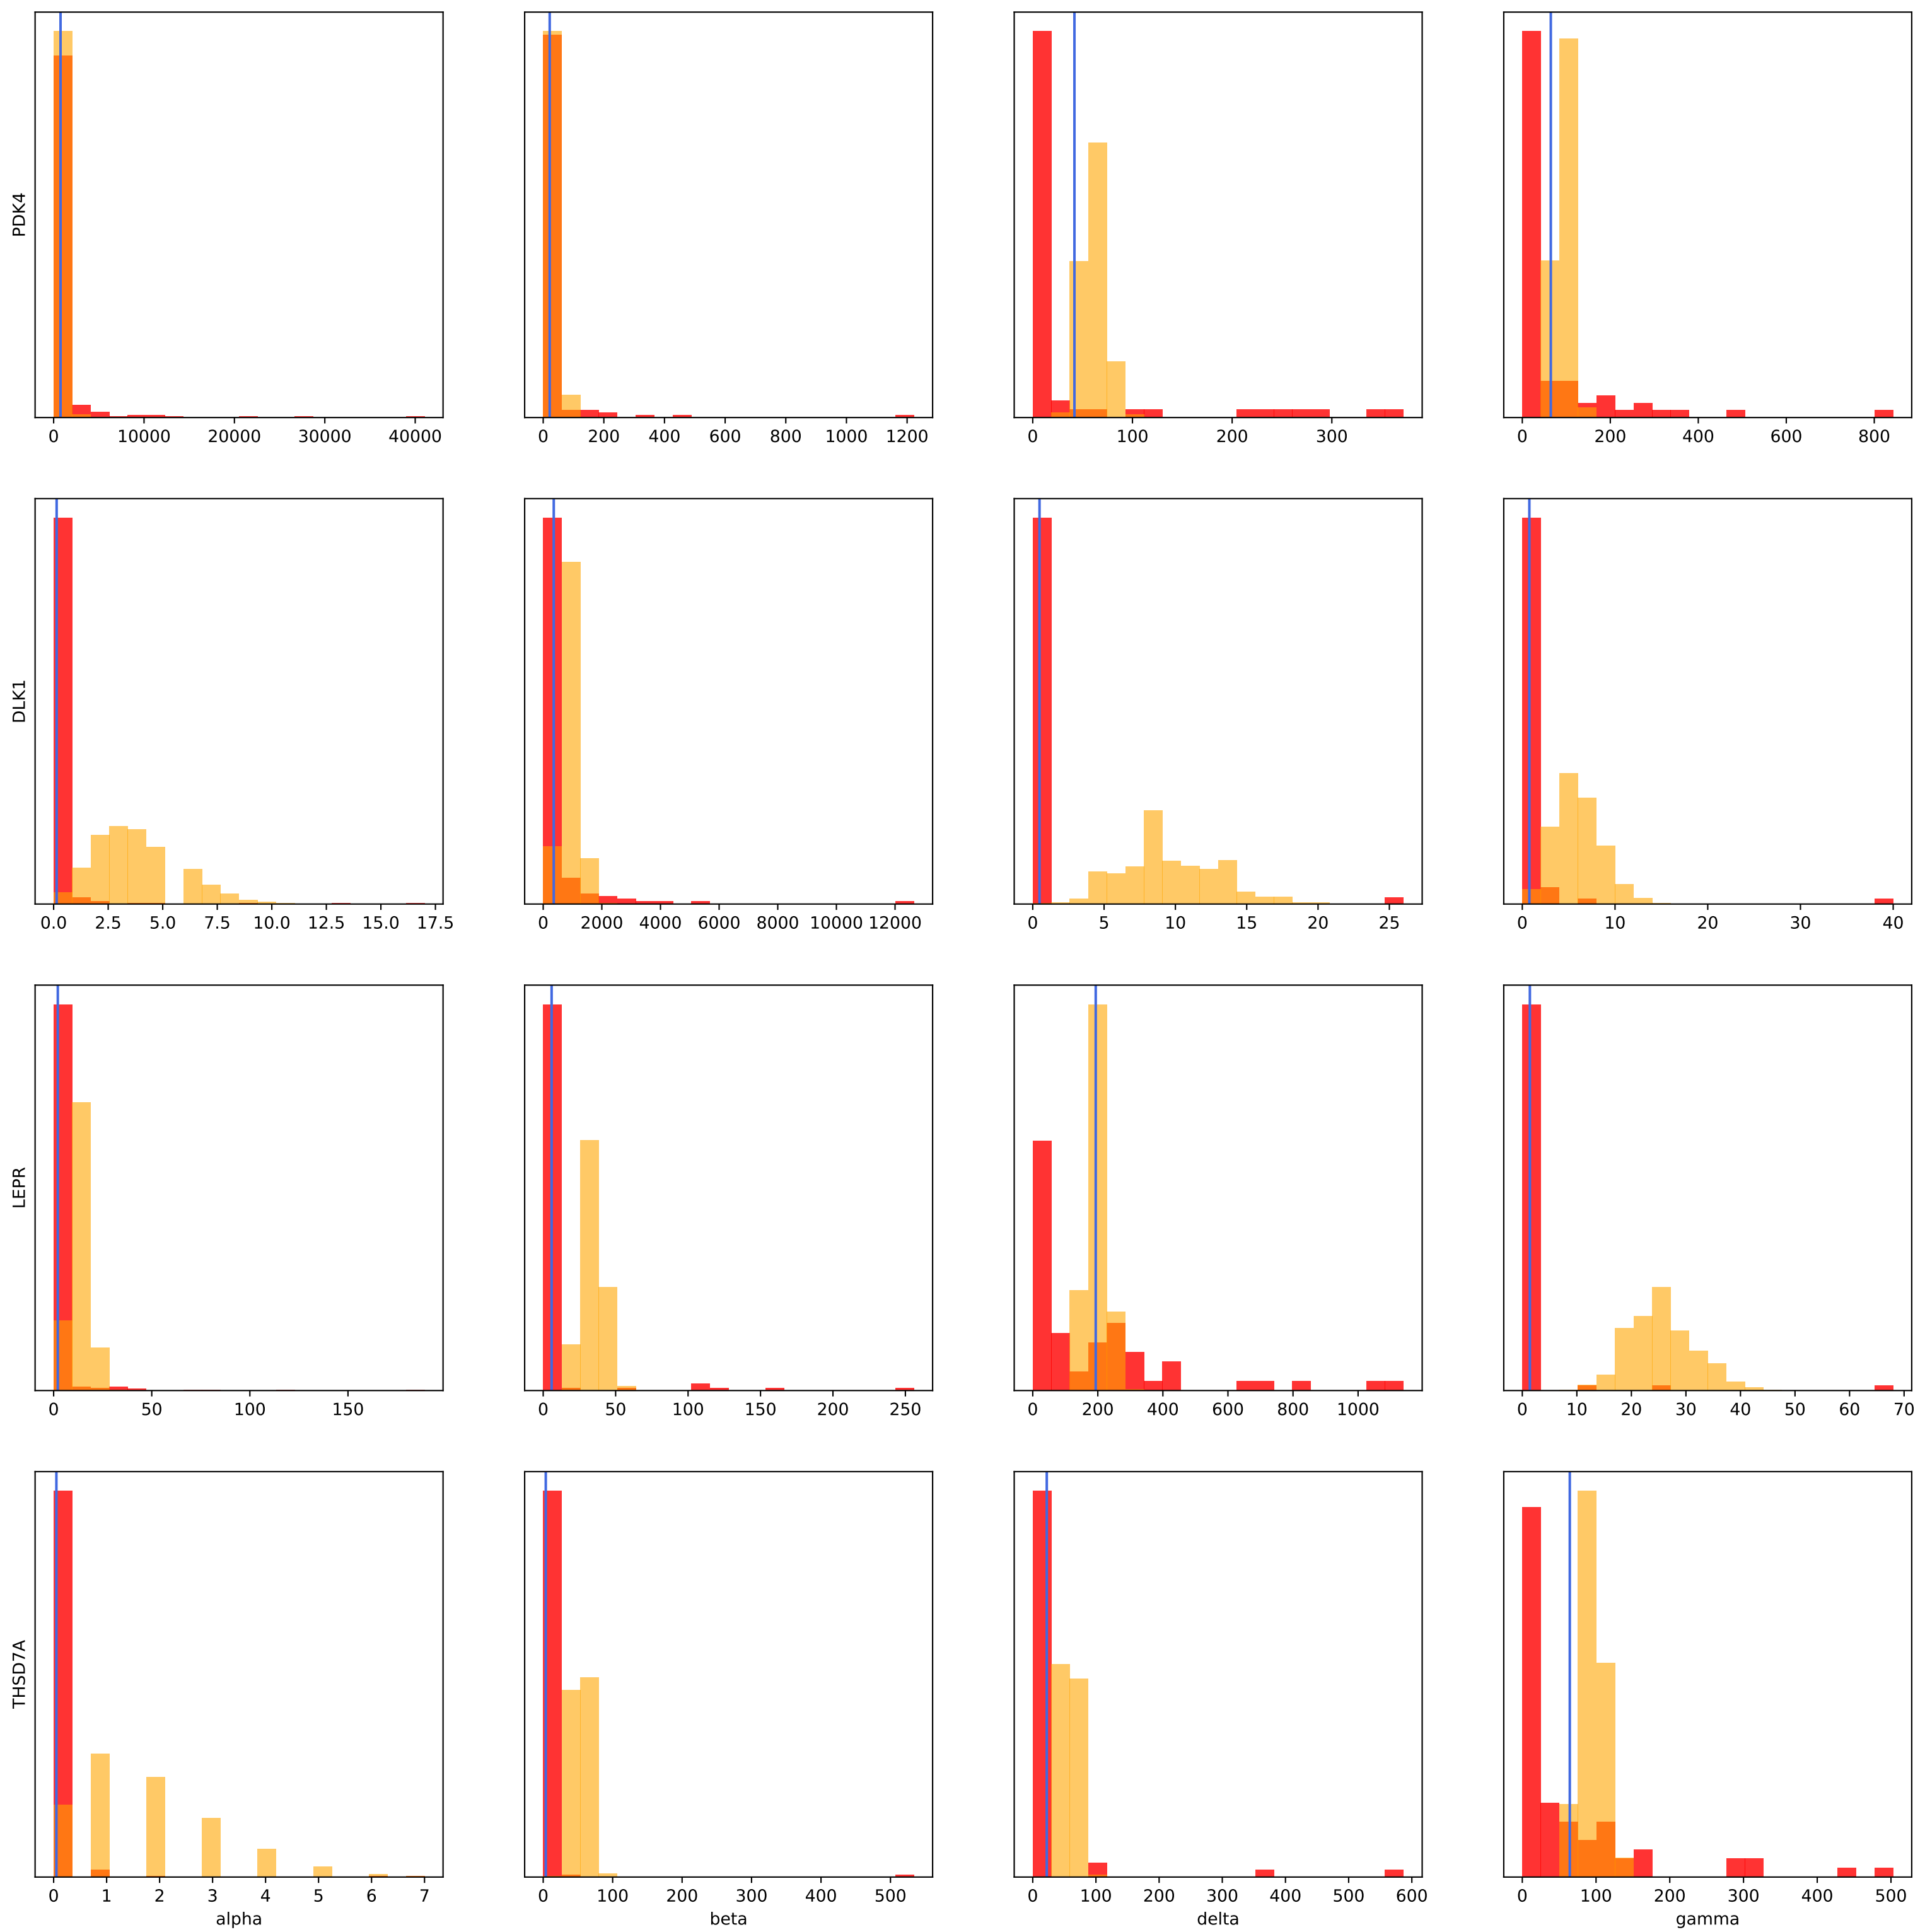 PDK4
0 10000 20000 30000 40000
0 200 400 600 800 1000 1200
0 100 200 300
0 200 400 600 800
DLK1
0.0 2.5 5.0 7.5 10.0 12.5 15.0 17.5
0 2000 4000 6000 8000 10000 12000
0 5 10 15 20 25
0 10 20 30 40
LEPR
0 50 100 150
0 50 100 150 200 250
0 200 400 600 800 1000
0 10 20 30 40 50 60 70
THSD7A
0 1 2 3 4 5 6 7
0 100 200 300 400 500
0 100 200 300 400 500 600
0 100 200 300 400 500
alpha
beta
delta
gamma